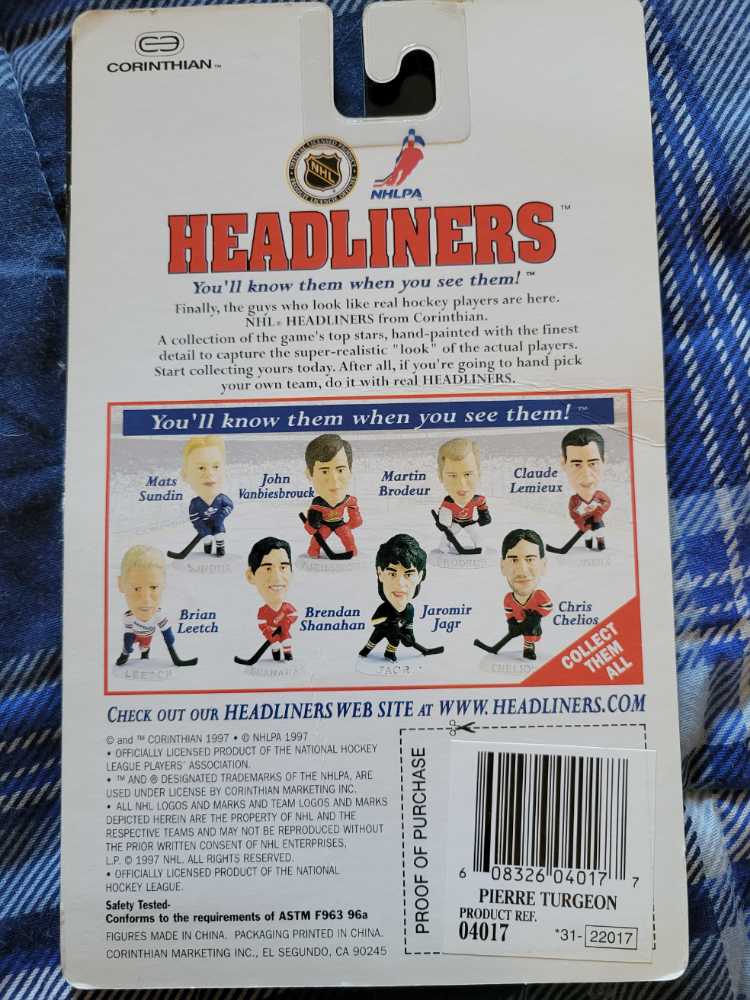 CORINTHIAN™
OFFICIAL LICENSED PRODUCT
NHL
NHLPA
HEADLINERS™
You'll know them when you see them! ™
Finally, the guys who look like real hockey players are here.
NHL® HEADLINERS from Corinthian.
A collection of the game's top stars, hand-painted with the finest
detail to capture the super-realistic "look" of the actual players.
Start collecting yours today. After all, if you're going to hand pick
your own team, do it with real HEADLINERS.
You'll know them when you see them! ™
Mats
Sundin
John
Vanbiesbrouck
Martin
Brodeur
Claude
Lemieux
Brian
Leetch
Brendan
Shanahan
Jaromir
Jagr
Chris
Chelios
LEETCH
JAGR
CHELIOS
COLLECT
THEM
ALL
CHECK OUT OUR HEADLINERS WEB SITE AT WWW.HEADLINERS.COM
© and ™ CORINTHIAN 1997 • © NHLPA 1997
• OFFICIALLY LICENSED PRODUCT OF THE NATIONAL HOCKEY
LEAGUE PLAYERS' ASSOCIATION.
• ™ AND ® DESIGNATED TRADEMARKS OF THE NHLPA, ARE
USED UNDER LICENSE BY CORINTHIAN MARKETING INC.
• ALL NHL LOGOS AND MARKS AND TEAM LOGOS AND MARKS
DEPICTED HEREIN ARE THE PROPERTY OF NHL AND THE
RESPECTIVE TEAMS AND MAY NOT BE REPRODUCED WITHOUT
THE PRIOR WRITTEN CONSENT OF NHL ENTERPRISES,
L.P. © 1997 NHL. ALL RIGHTS RESERVED.
• OFFICIALLY LICENSED PRODUCT OF THE NATIONAL
HOCKEY LEAGUE.
Safety Tested-
Conforms to the requirements of ASTM F963 96a
FIGURES MADE IN CHINA. PACKAGING PRINTED IN CHINA.
CORINTHIAN MARKETING INC., EL SEGUNDO, CA 90245
PROOF OF PURCHASE
6 08326 04017 7
PIERRE TURGEON
PRODUCT REF.
04017 *31- 22017